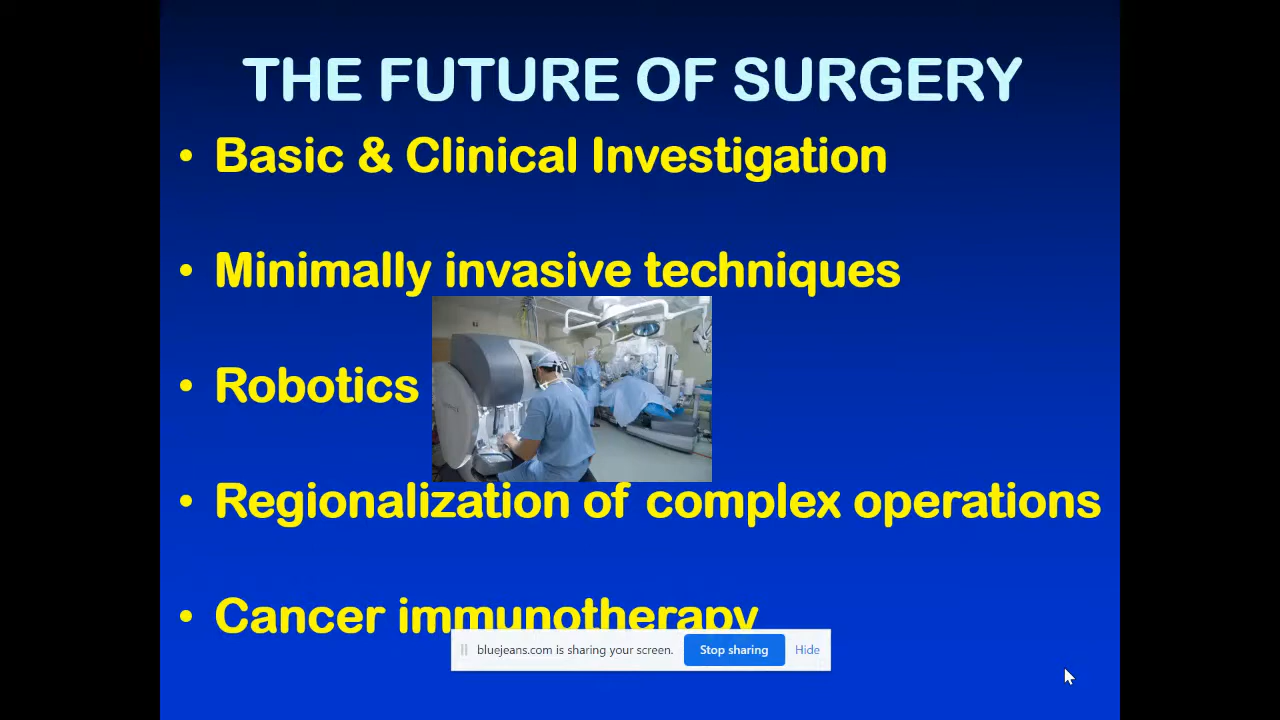 THE FUTURE OF SURGERY
• Basic & Clinical Investigation
• Minimally invasive techniques
• Robotics
• Regionalization of complex operations
• Cancer immunotherapy
bluejeans.com is sharing your screen. Stop sharing Hide